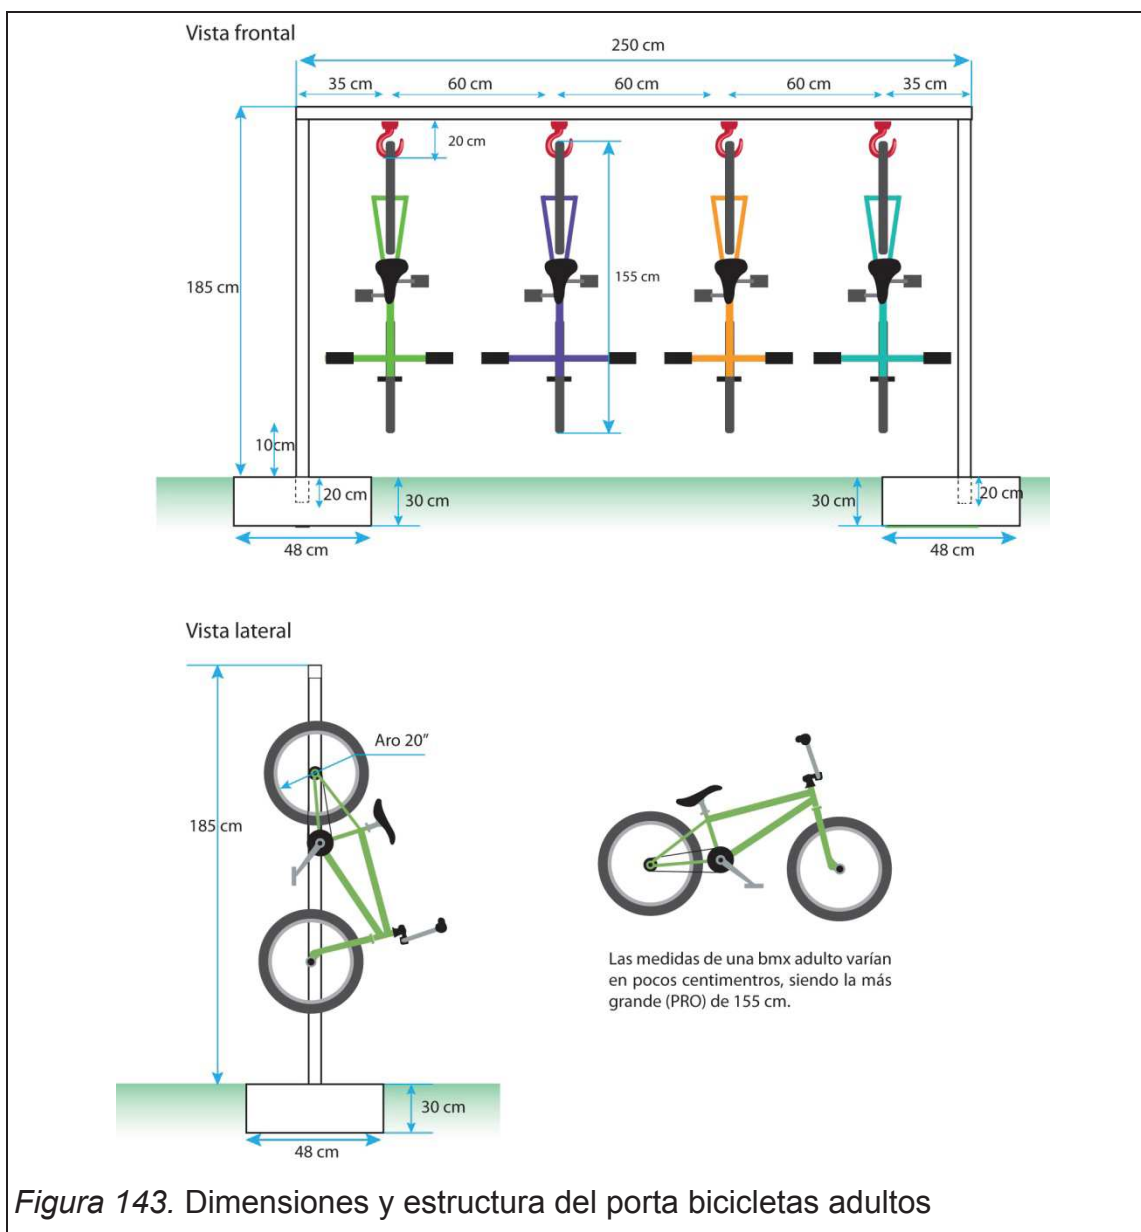 Vista frontal
250 cm
35 cm
60 cm
60 cm
60 cm
35 cm
20 cm
185 cm
155 cm
10cm
20 cm
30 cm
30 cm
20 cm
48 cm
48 cm
Vista lateral
Aro 20”
185 cm
Las medidas de una bmx adulto varían
en pocos centimentros, siendo la más
grande (PRO) de 155 cm.
30 cm
48 cm
Figura 143. Dimensiones y estructura del porta bicicletas adultos